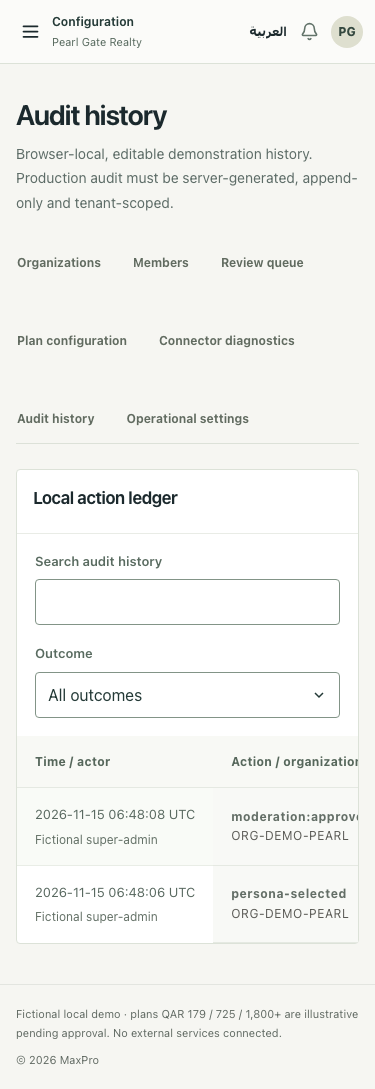 Configuration
Pearl Gate Realty
العربية
PG
Audit history
Browser-local, editable demonstration history.
Production audit must be server-generated, append-
only and tenant-scoped.
Organizations Members Review queue
Plan configuration Connector diagnostics
Audit history Operational settings
Local action ledger
Search audit history
Outcome
All outcomes
Time / actor Action / organization
2026-11-15 06:48:08 UTC moderation:approve
Fictional super-admin ORG-DEMO-PEARL
2026-11-15 06:48:06 UTC persona-selected
Fictional super-admin ORG-DEMO-PEARL
Fictional local demo · plans QAR 179 / 725 / 1,800+ are illustrative
pending approval. No external services connected.
© 2026 MaxPro